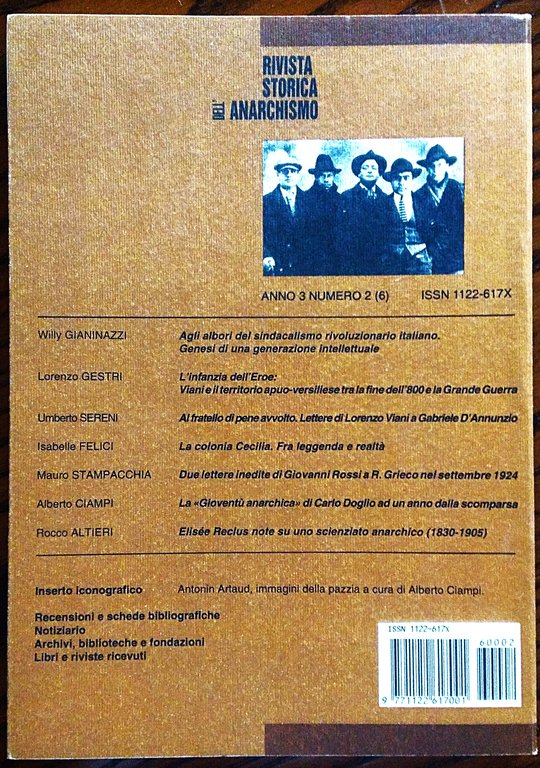 RIVISTA
STORICA
DELL' ANARCHISMO
ANNO 3 NUMERO 2 (6) ISSN 1122-617X
Willy GIANINAZZI Agli albori del sindacalismo rivoluzionario italiano.
Genesi di una generazione intellettuale
Lorenzo GESTRI L'infanzia dell'Eroe:
Viani e il territorio apuo-versiliese tra la fine dell'800 e la Grande Guerra
Umberto SERENI Al fratello di pene avvolto. Lettere di Lorenzo Viani a Gabriele D'Annunzio
Isabelle FELICI La colonia Cecilia. Fra leggenda e realtà
Mauro STAMPACCHIA Due lettere inedite di Giovanni Rossi a R. Grieco nel settembre 1924
Alberto CIAMPI La «Gioventù anarchica» di Carlo Doglio ad un anno dalla scomparsa
Rocco ALTIERI Elisée Reclus note su uno scienziato anarchico (1830-1905)
Inserto iconografico Antonin Artaud, immagini della pazzia a cura di Alberto Ciampi.
Recensioni e schede bibliografiche
Notiziario
Archivi, biblioteche e fondazioni
Libri e riviste ricevuti
ISSN 1122-617X
60002
9 771122 617001